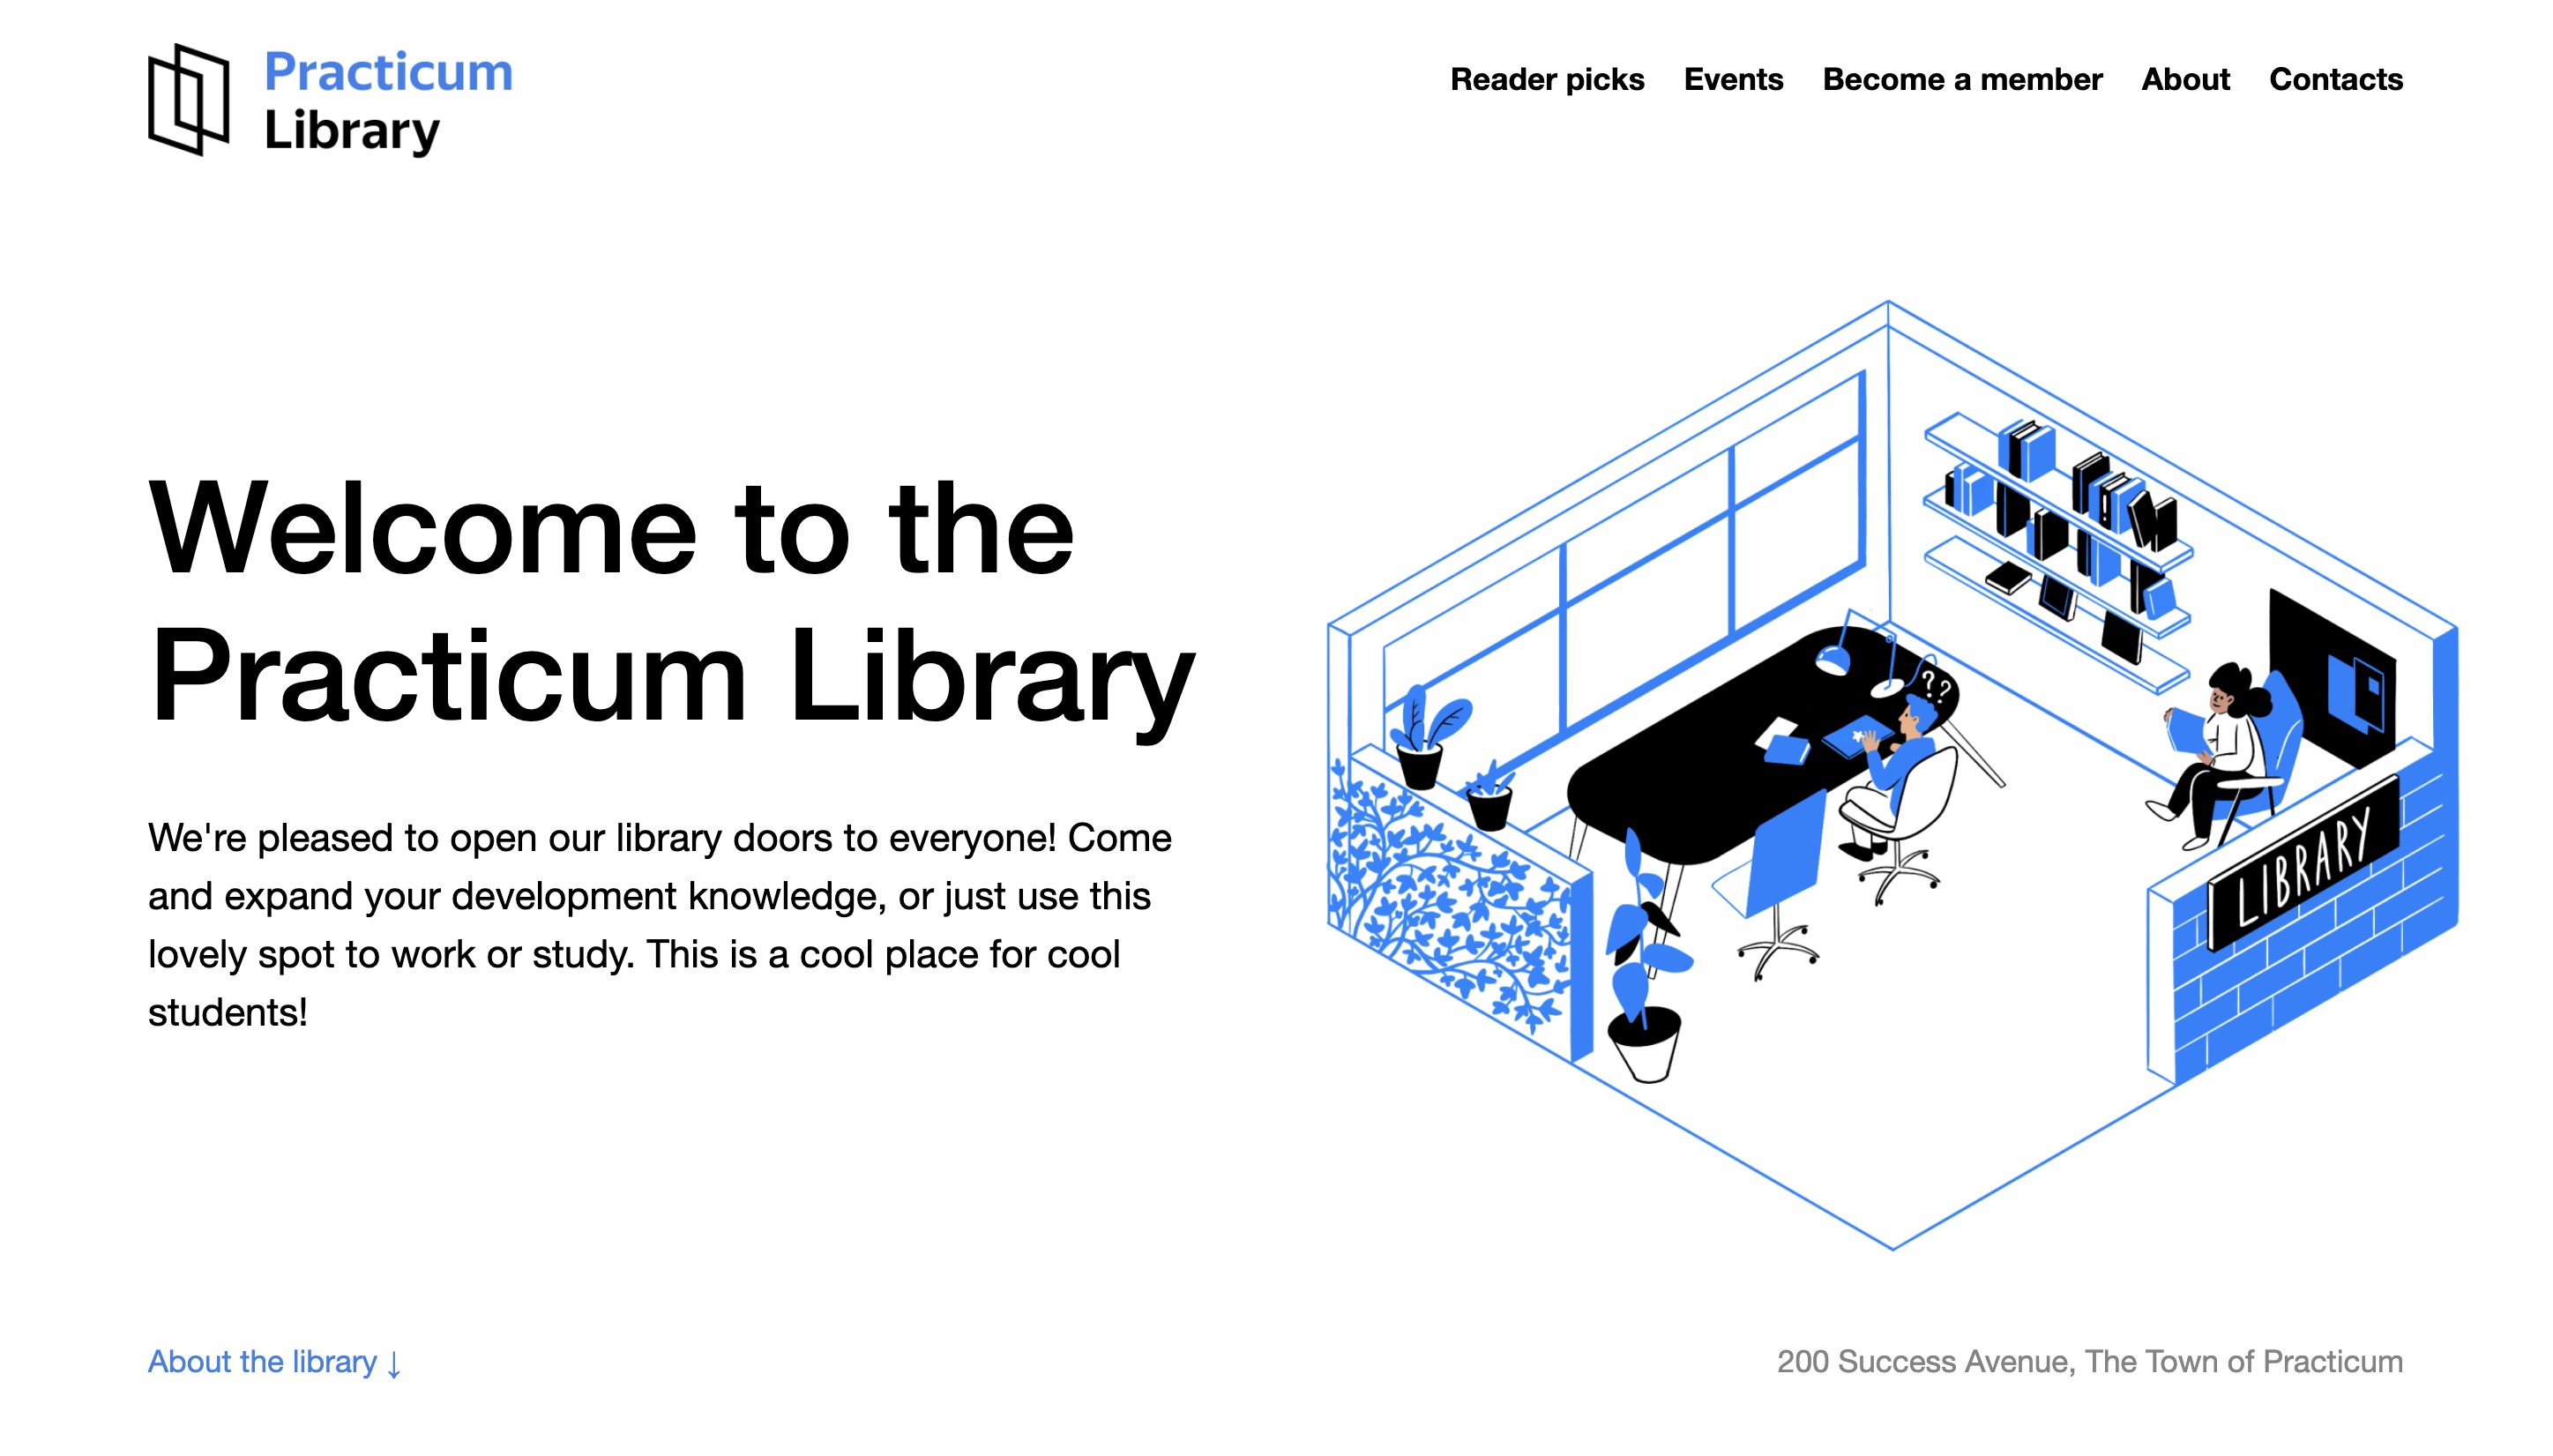 Practicum
Library
Reader picks Events Become a member About Contacts
Welcome to the
Practicum Library
We're pleased to open our library doors to everyone! Come
and expand your development knowledge, or just use this
lovely spot to work or study. This is a cool place for cool
students!
??
LIBRARY
About the library ↓
200 Success Avenue, The Town of Practicum